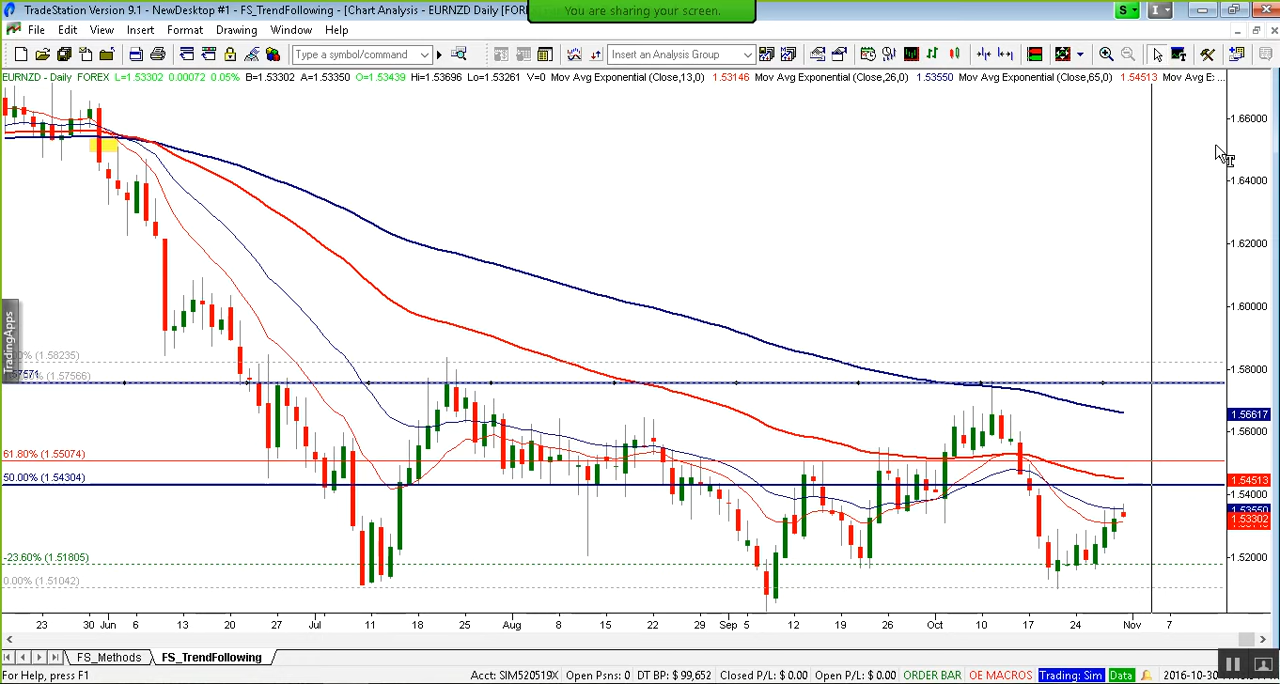 TradeStation Version 9.1 - NewDesktop #1 - FS_TrendFollowing - [Chart Analysis - EURNZD Daily [FOR
You are sharing your screen.
File Edit View Insert Format Drawing Window Help
Type a symbol/command
Insert an Analysis Group
EURNZD - Daily FOREX L=1.53302 0.00072 0.05% B=1.53302 A=1.53350 O=1.53439 Hi=1.53696 Lo=1.53261 V=0 Mov Avg Exponential (Close,13,0) 1.53146 Mov Avg Exponential (Close,26,0) 1.53550 Mov Avg Exponential (Close,65,0) 1.54513 Mov Avg E: ...
1.66000
1.64000
1.62000
1.60000
1.58000
1.56617
1.56000
1.54513
1.54000
1.53550
1.53302
1.52000
TradingApps
(1.58235)
(1.57566)
61.80% (1.55074)
50.00% (1.54304)
-23.60% (1.51805)
0.00% (1.51042)
23 30 Jun 6 13 20 27 Jul 11 18 25 Aug 8 15 22 29 Sep 5 12 19 26 Oct 10 17 24 Nov 7
FS_Methods FS_TrendFollowing
For Help, press F1
Acct: SIM520519X Open Psns: 0 DT BP: $ 99,652 Closed P/L: $ 0.00 Open P/L: $ 0.00 ORDER BAR OE MACROS Trading: Sim Data 2016-10-30